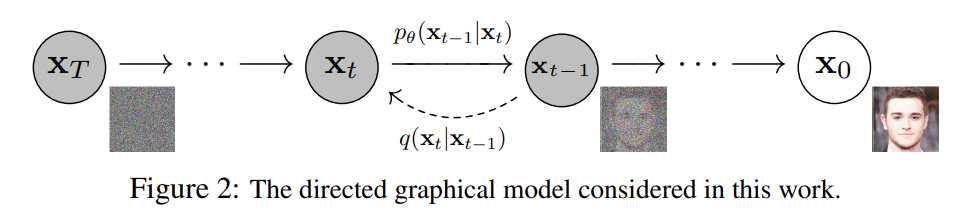 p_θ(x_{t−1}|x_t)
x_T → ··· → x_t → x_{t−1} → ··· → x_0
q(x_t|x_{t−1})
Figure 2: The directed graphical model considered in this work.